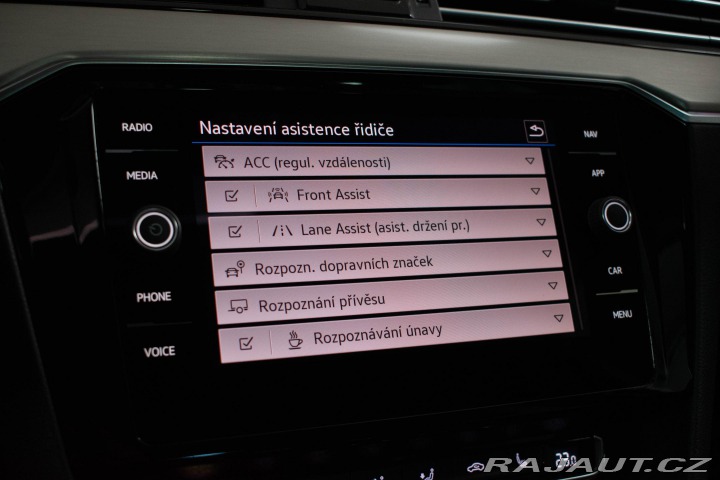 RADIO
MEDIA
PHONE
VOICE
Nastavení asistence řidiče
ACC (regul. vzdálenosti)
Front Assist
Lane Assist (asist. držení pr.)
Rozpozn. dopravních značek
Rozpoznání přívěsu
Rozpoznávání únavy
NAV
APP
CAR
MENU
RAJAUT.CZ